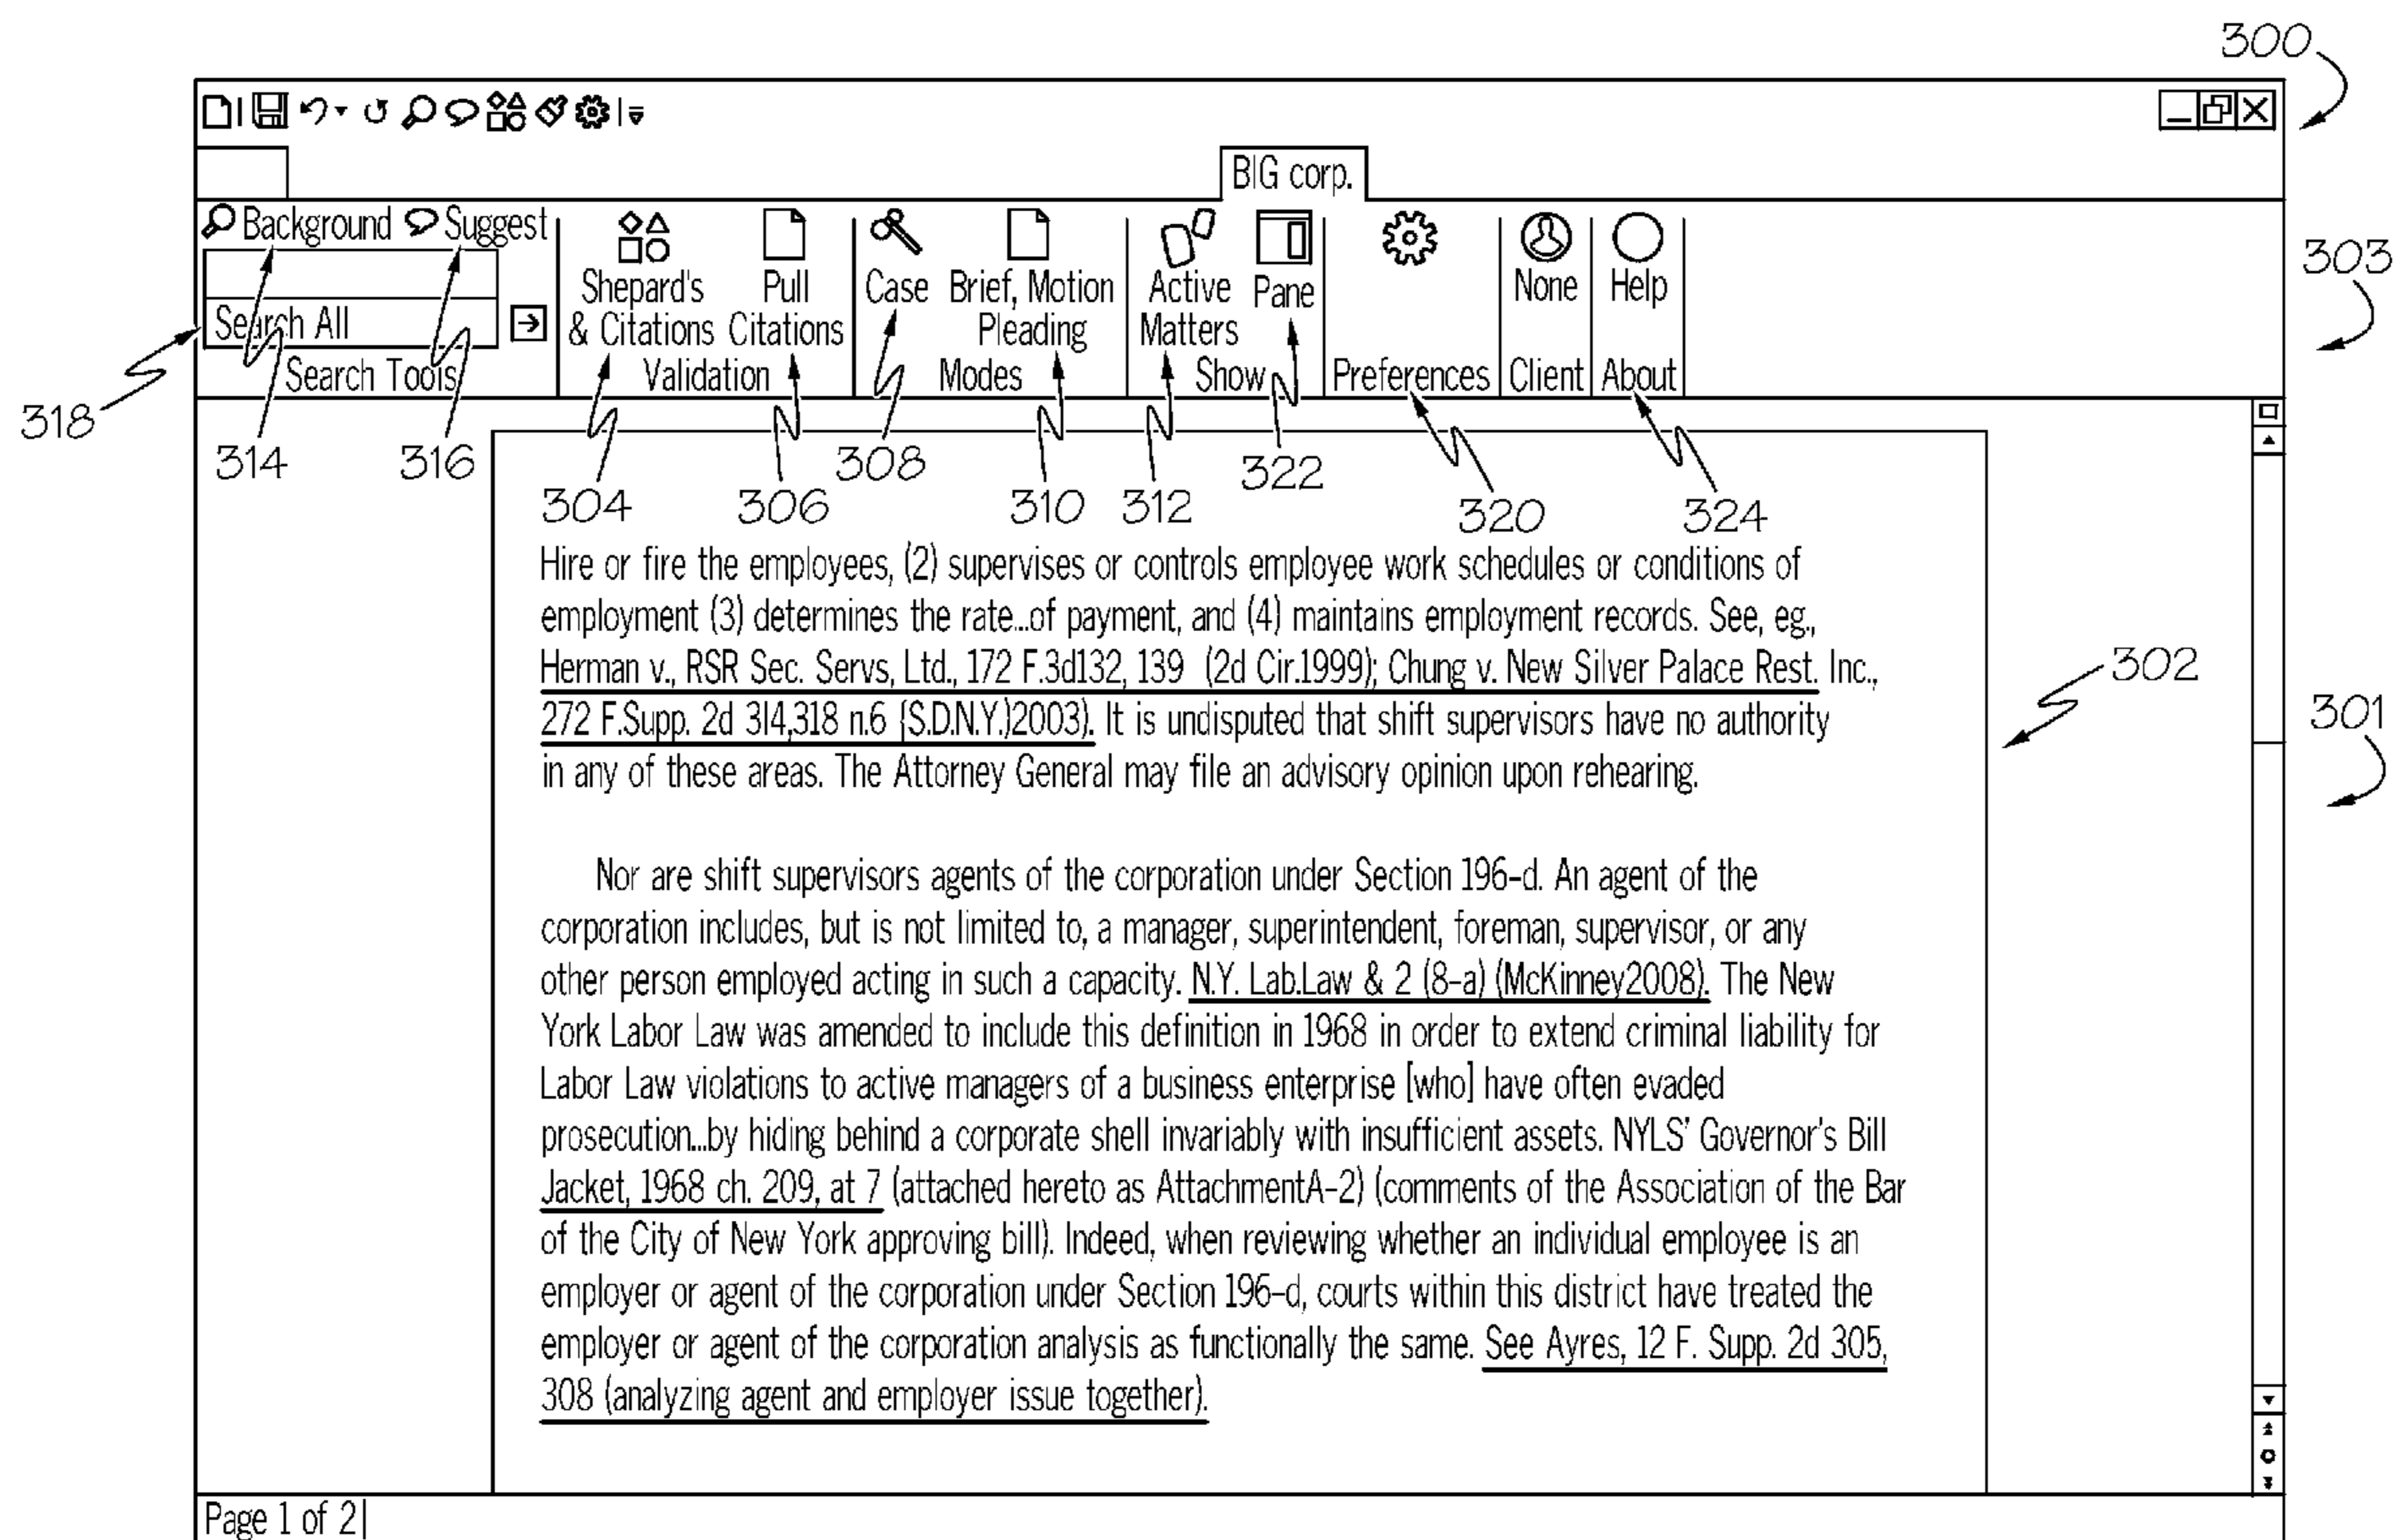 300
BIG corp.
Background Suggest
Search All
Search Tools
Shepard's
& Citations
Pull
Citations
Validation
Case
Brief, Motion
Pleading
Modes
Active
Matters
Pane
Show
Preferences
None
Client
Help
About
303
318
314
316
304
306
308
310
312
322
320
324
Hire or fire the employees, (2) supervises or controls employee work schedules or conditions of
employment (3) determines the rate...of payment, and (4) maintains employment records. See, eg.,
Herman v., RSR Sec. Servs, Ltd., 172 F.3d132, 139 (2d Cir.1999); Chung v. New Silver Palace Rest. Inc.,
272 F.Supp. 2d 3I4,318 n.6 {S.D.N.Y.)2003). It is undisputed that shift supervisors have no authority
in any of these areas. The Attorney General may file an advisory opinion upon rehearing.
302
301
Nor are shift supervisors agents of the corporation under Section 196-d. An agent of the
corporation includes, but is not limited to, a manager, superintendent, foreman, supervisor, or any
other person employed acting in such a capacity. N.Y. Lab.Law & 2 (8-a) (McKinney2008). The New
York Labor Law was amended to include this definition in 1968 in order to extend criminal liability for
Labor Law violations to active managers of a business enterprise [who] have often evaded
prosecution...by hiding behind a corporate shell invariably with insufficient assets. NYLS' Governor's Bill
Jacket, 1968 ch. 209, at 7 (attached hereto as AttachmentA-2) (comments of the Association of the Bar
of the City of New York approving bill). Indeed, when reviewing whether an individual employee is an
employer or agent of the corporation under Section 196-d, courts within this district have treated the
employer or agent of the corporation analysis as functionally the same. See Ayres, 12 F. Supp. 2d 305,
308 (analyzing agent and employer issue together).
Page 1 of 2